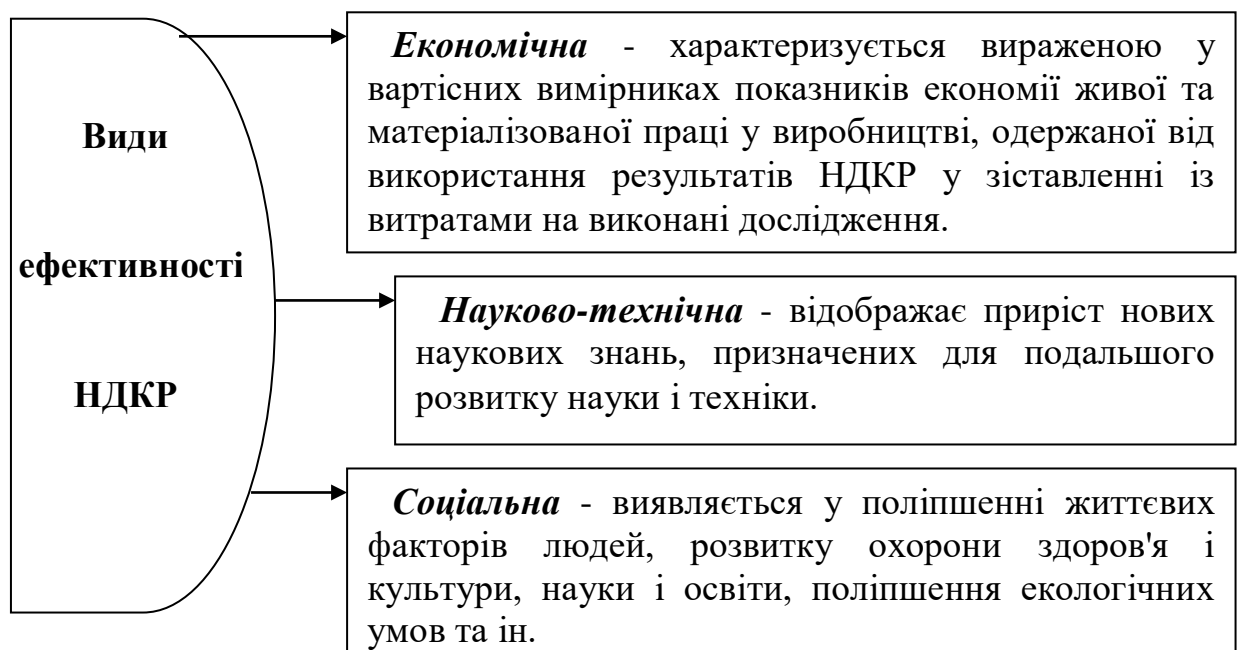 Види
ефективності
НДКР
Економічна - характеризується вираженою у
вартісних вимірниках показників економії живої та
матеріалізованої праці у виробництві, одержаної від
використання результатів НДКР у зіставленні із
витратами на виконані дослідження.
Науково-технічна - відображає приріст нових
наукових знань, призначених для подальшого
розвитку науки і техніки.
Соціальна - виявляється у поліпшенні життєвих
факторів людей, розвитку охорони здоров'я і
культури, науки і освіти, поліпшення екологічних
умов та ін.